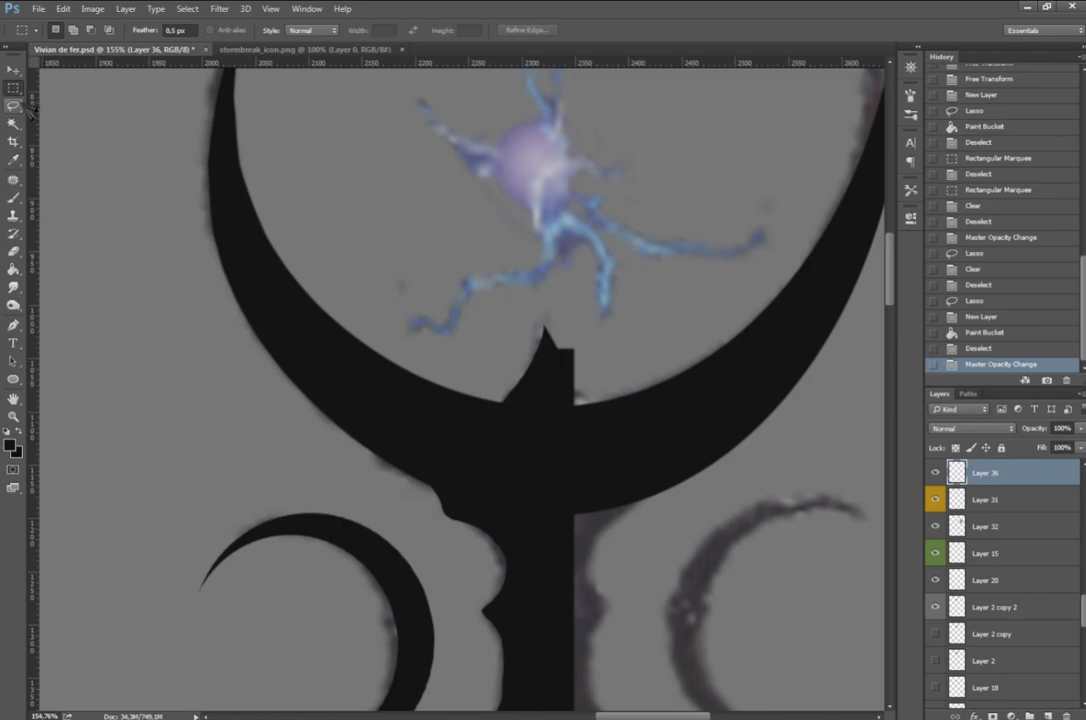 Ps File Edit Image Layer Type Select Filter 3D View Window Help
Feather: 0,5 px Anti-alias Style: Normal Width: Height: Refine Edge... Essentials
Vivian de fer.psd @ 155% (Layer 36, RGB/8) * × stormbreak_icon.png @ 100% (Layer 0, RGB/8#) ×
1850 1900 1950 2000 2050 2100 2150 2200 2250 2300 2350 2400 2450 2500 2550 2600
History
Free Transform
Free Transform
New Layer
Lasso
Paint Bucket
Deselect
Rectangular Marquee
Deselect
Rectangular Marquee
Clear
Deselect
Master Opacity Change
Lasso
Clear
Deselect
Lasso
New Layer
Paint Bucket
Deselect
Master Opacity Change
Layers Paths
Kind
Normal Opacity: 100%
Lock: Fill: 100%
Layer 36
Layer 31
Layer 32
Layer 15
Layer 20
Layer 2 copy 2
Layer 2 copy
Layer 2
Layer 18
154,76% Doc: 34,3M/749,1M